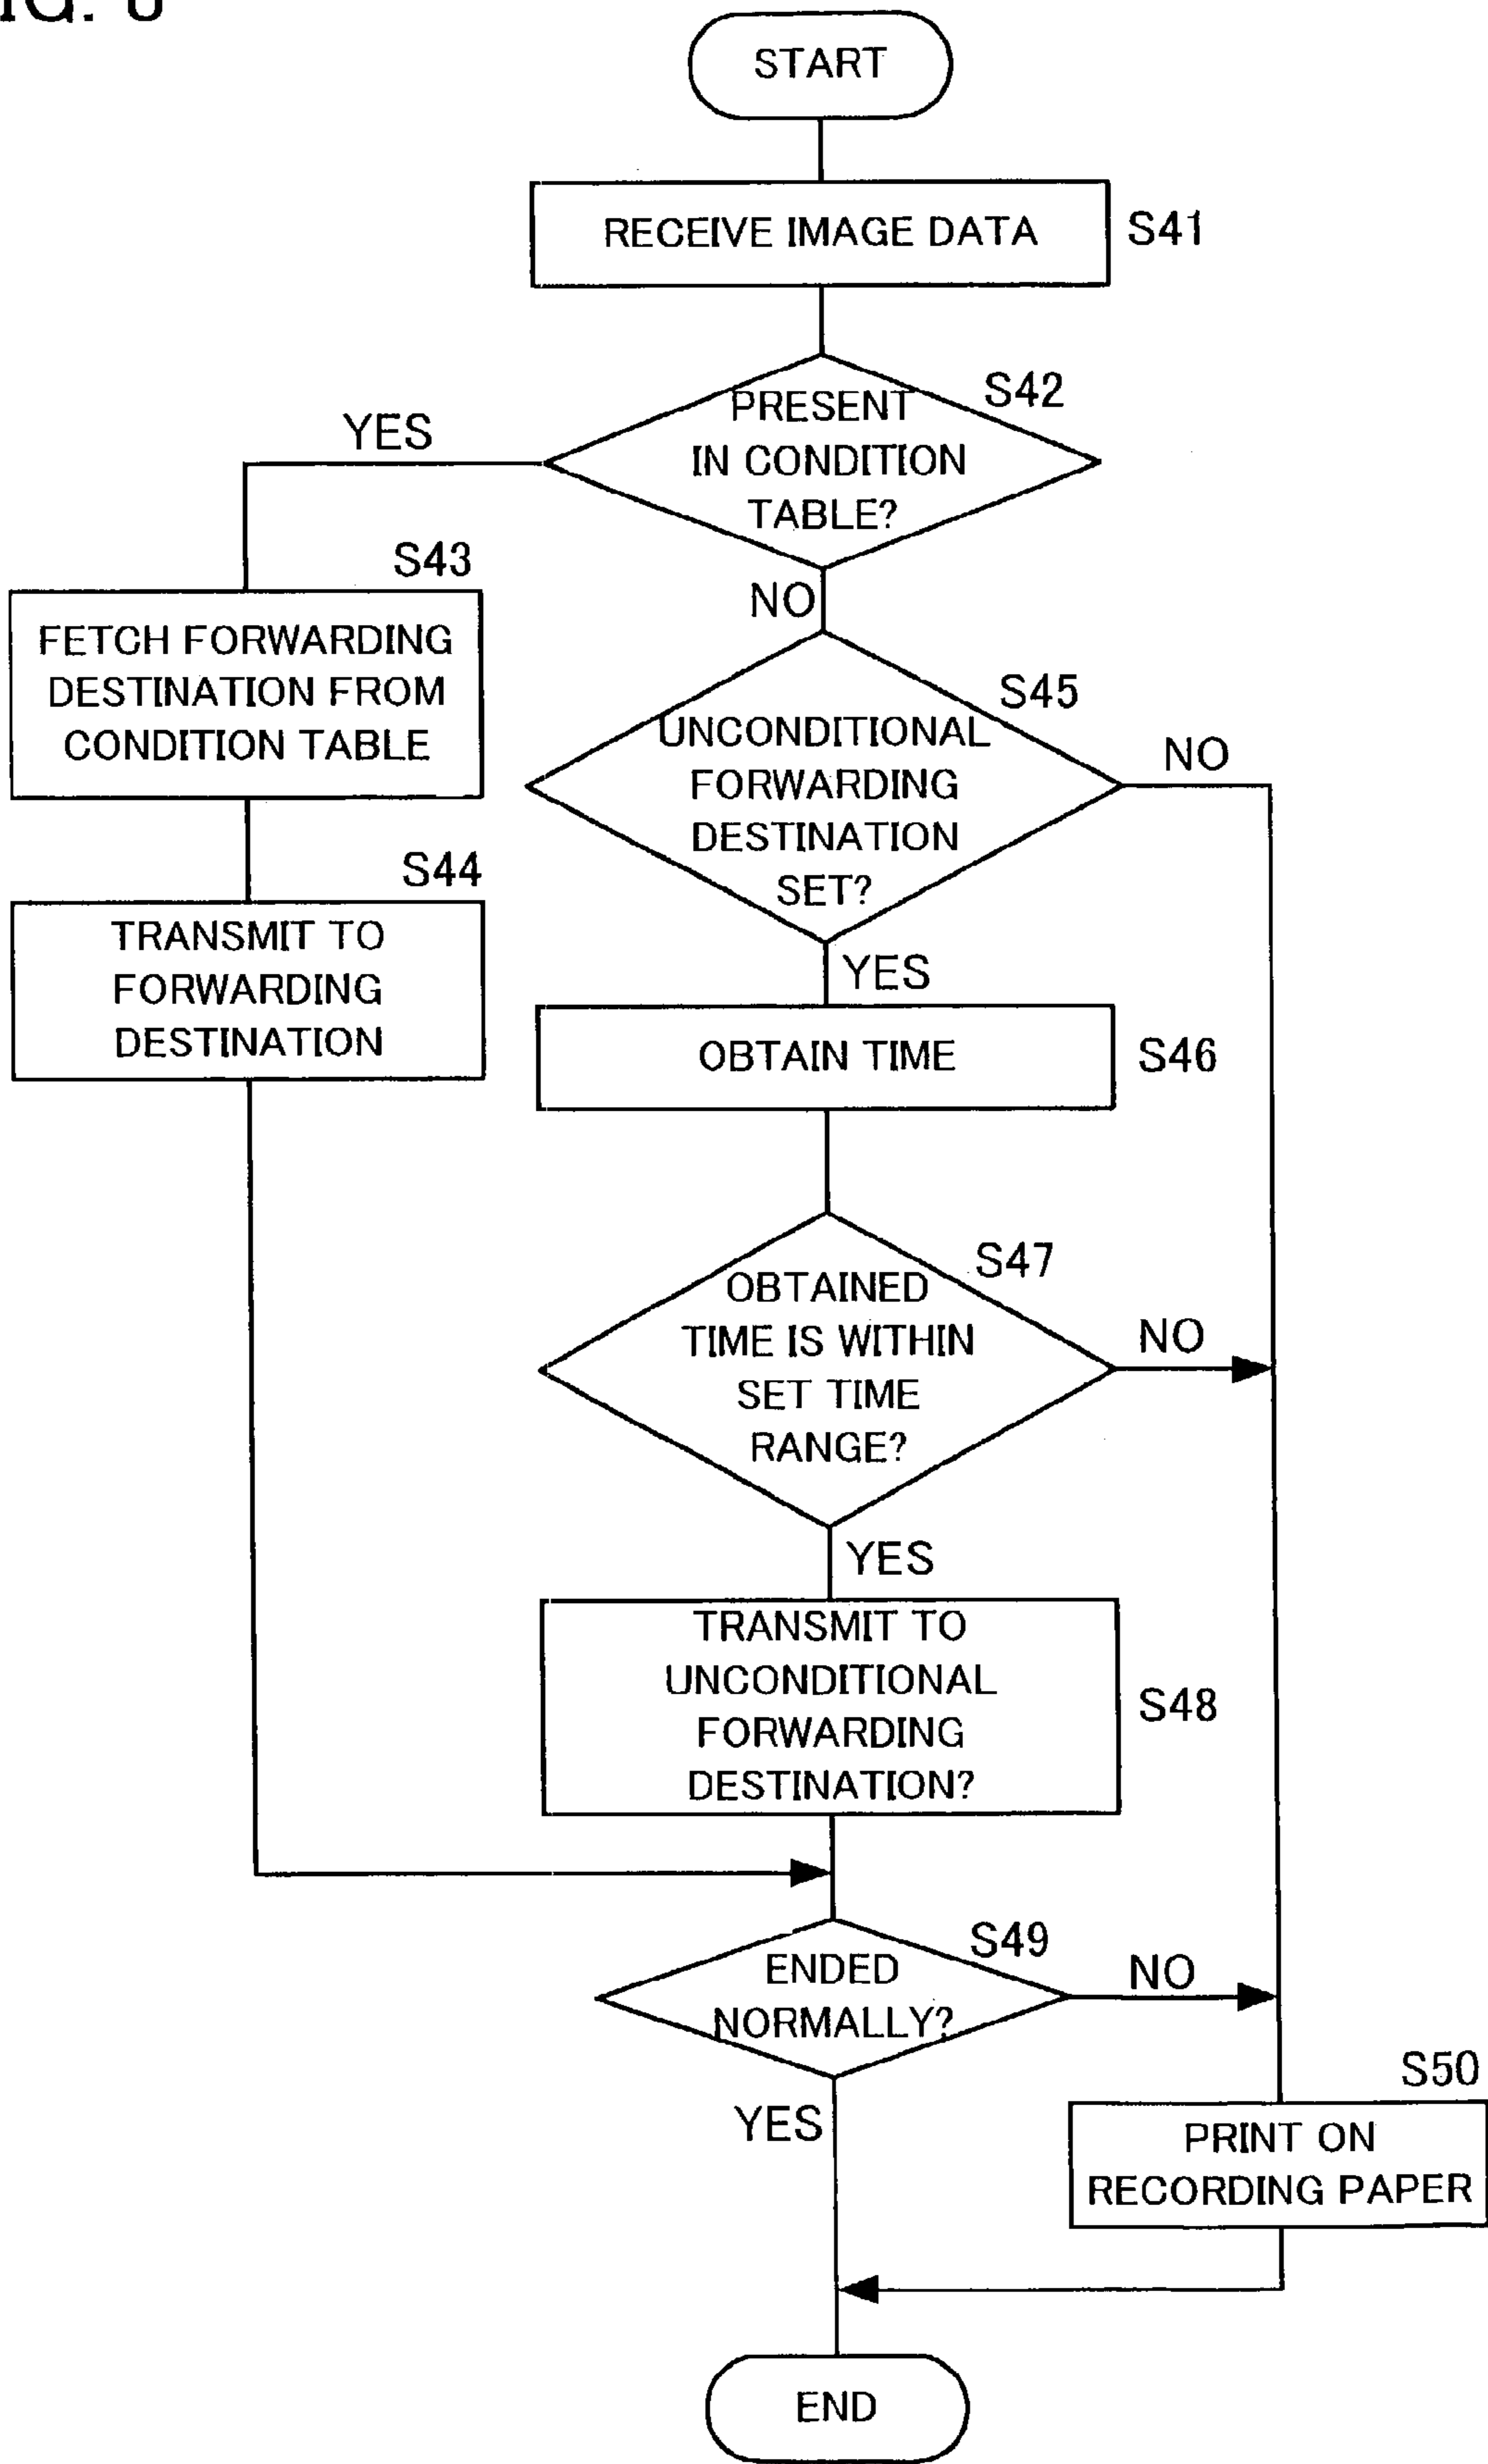 START
RECEIVE IMAGE DATA
S41
S42
PRESENT
IN CONDITION
TABLE?
YES
NO
S43
FETCH FORWARDING
DESTINATION FROM
CONDITION TABLE
S44
TRANSMIT TO
FORWARDING
DESTINATION
S45
UNCONDITIONAL
FORWARDING
DESTINATION
SET?
NO
YES
OBTAIN TIME
S46
S47
OBTAINED
TIME IS WITHIN
SET TIME
RANGE?
NO
YES
TRANSMIT TO
UNCONDITIONAL
FORWARDING
DESTINATION?
S48
S49
ENDED
NORMALLY?
NO
YES
S50
PRINT ON
RECORDING PAPER
END